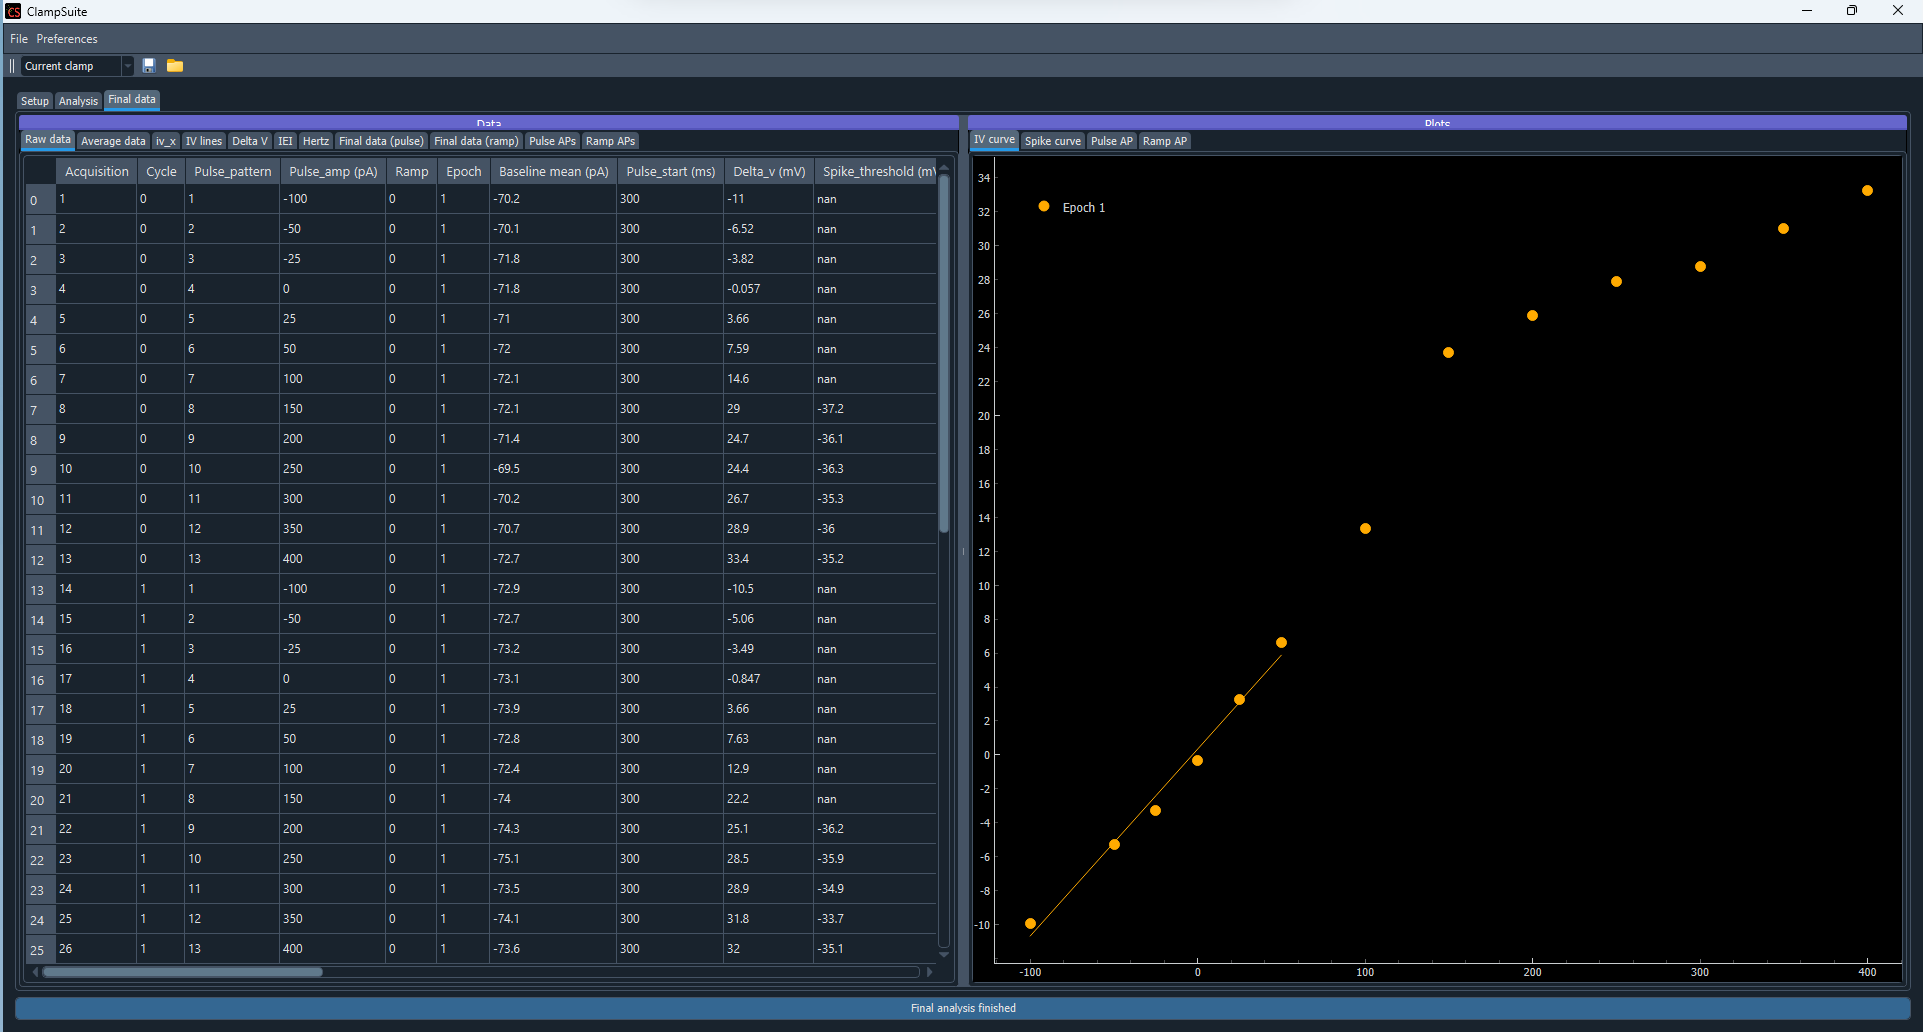 CS ClampSuite
File Preferences
Current clamp
Setup Analysis Final data
Data
Raw data Average data iv_x IV lines Delta V IEI Hertz Final data (pulse) Final data (ramp) Pulse APs Ramp APs
Acquisition Cycle Pulse_pattern Pulse_amp (pA) Ramp Epoch Baseline mean (pA) Pulse_start (ms) Delta_v (mV) Spike_threshold (mV
0 1 0 1 -100 0 1 -70.2 300 -11 nan
1 2 0 2 -50 0 1 -70.1 300 -6.52 nan
2 3 0 3 -25 0 1 -71.8 300 -3.82 nan
3 4 0 4 0 0 1 -71.8 300 -0.057 nan
4 5 0 5 25 0 1 -71 300 3.66 nan
5 6 0 6 50 0 1 -72 300 7.59 nan
6 7 0 7 100 0 1 -72.1 300 14.6 nan
7 8 0 8 150 0 1 -72.1 300 29 -37.2
8 9 0 9 200 0 1 -71.4 300 24.7 -36.1
9 10 0 10 250 0 1 -69.5 300 24.4 -36.3
10 11 0 11 300 0 1 -70.2 300 26.7 -35.3
11 12 0 12 350 0 1 -70.7 300 28.9 -36
12 13 0 13 400 0 1 -72.7 300 33.4 -35.2
13 14 1 1 -100 0 1 -72.9 300 -10.5 nan
14 15 1 2 -50 0 1 -72.7 300 -5.06 nan
15 16 1 3 -25 0 1 -73.2 300 -3.49 nan
16 17 1 4 0 0 1 -73.1 300 -0.847 nan
17 18 1 5 25 0 1 -73.9 300 3.66 nan
18 19 1 6 50 0 1 -72.8 300 7.63 nan
19 20 1 7 100 0 1 -72.4 300 12.9 nan
20 21 1 8 150 0 1 -74 300 22.2 nan
21 22 1 9 200 0 1 -74.3 300 25.1 -36.2
22 23 1 10 250 0 1 -75.1 300 28.5 -35.9
23 24 1 11 300 0 1 -73.5 300 28.9 -34.9
24 25 1 12 350 0 1 -74.1 300 31.8 -33.7
25 26 1 13 400 0 1 -73.6 300 32 -35.1
Plots
IV curve Spike curve Pulse AP Ramp AP
Epoch 1
34
32
30
28
26
24
22
20
18
16
14
12
10
8
6
4
2
0
-2
-4
-6
-8
-10
-100 0 100 200 300 400
Final analysis finished